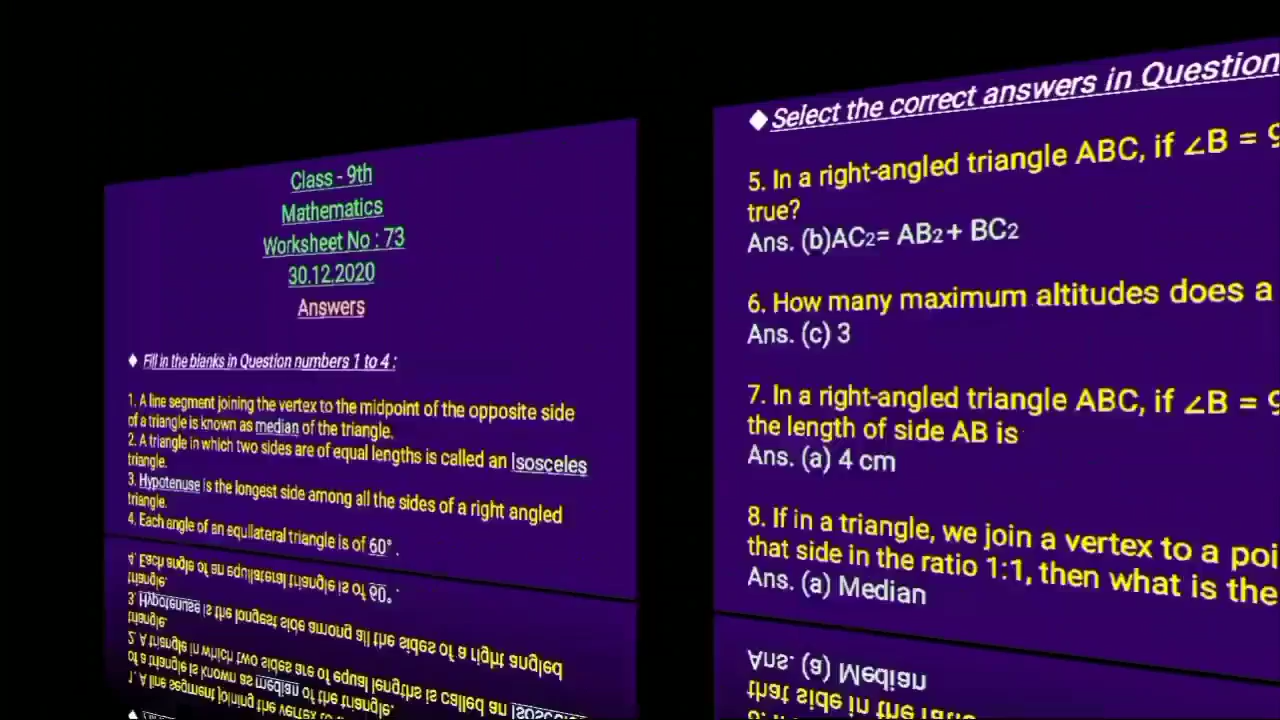 Class - 9th
Mathematics
Worksheet No : 73
30.12.2020
Answers
◆ Fill in the blanks in Question numbers 1 to 4 :
1. A line segment joining the vertex to the midpoint of the opposite side
of a triangle is known as median of the triangle.
2. A triangle in which two sides are of equal lengths is called an Isosceles
triangle.
3. Hypotenuse is the longest side among all the sides of a right angled
triangle.
4. Each angle of an equilateral triangle is of 60° .
◆Select the correct answers in Question
5. In a right-angled triangle ABC, if ∠B = 9
true?
Ans. (b)AC2= AB2 + BC2
6. How many maximum altitudes does a
Ans. (c) 3
7. In a right-angled triangle ABC, if ∠B = 9
the length of side AB is
Ans. (a) 4 cm
8. If in a triangle, we join a vertex to a poi
that side in the ratio 1:1, then what is the
Ans. (a) Median